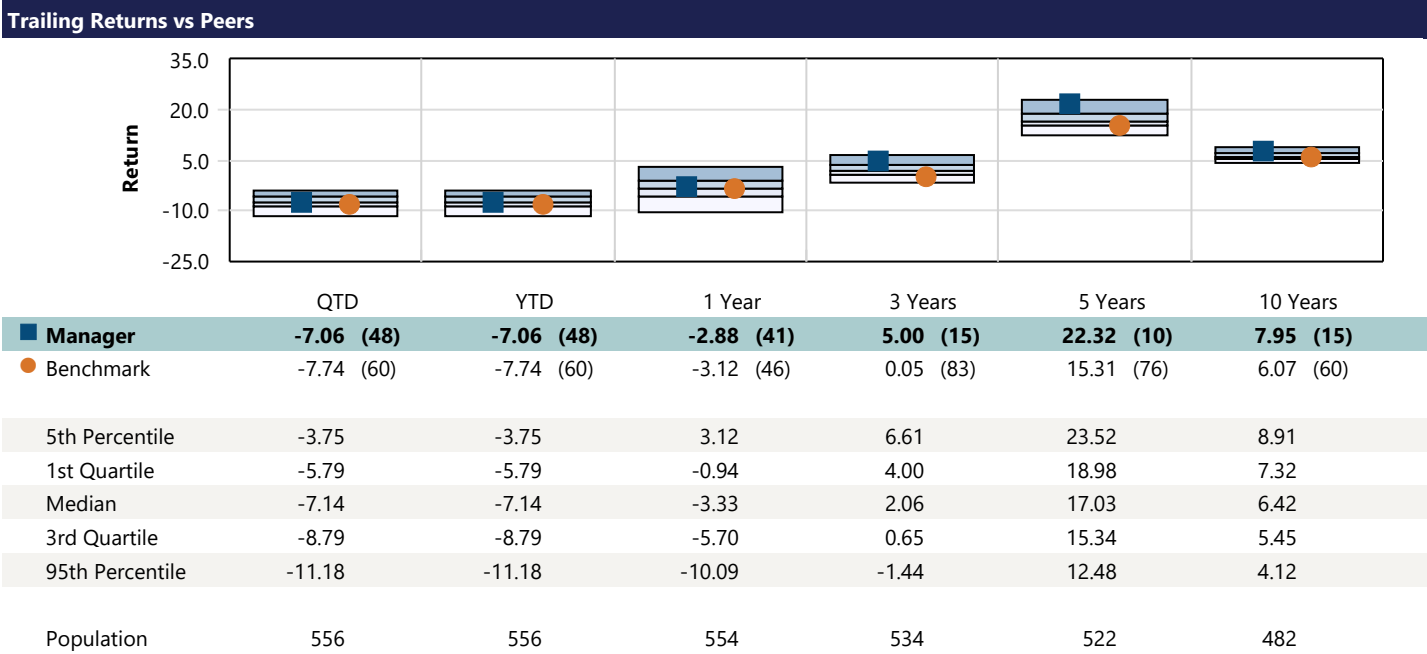 Trailing Returns vs Peers
35.0
20.0
5.0
-10.0
-25.0
Return
QTD YTD 1 Year 3 Years 5 Years 10 Years
Manager -7.06 (48) -7.06 (48) -2.88 (41) 5.00 (15) 22.32 (10) 7.95 (15)
Benchmark -7.74 (60) -7.74 (60) -3.12 (46) 0.05 (83) 15.31 (76) 6.07 (60)
5th Percentile -3.75 -3.75 3.12 6.61 23.52 8.91
1st Quartile -5.79 -5.79 -0.94 4.00 18.98 7.32
Median -7.14 -7.14 -3.33 2.06 17.03 6.42
3rd Quartile -8.79 -8.79 -5.70 0.65 15.34 5.45
95th Percentile -11.18 -11.18 -10.09 -1.44 12.48 4.12
Population 556 556 554 534 522 482